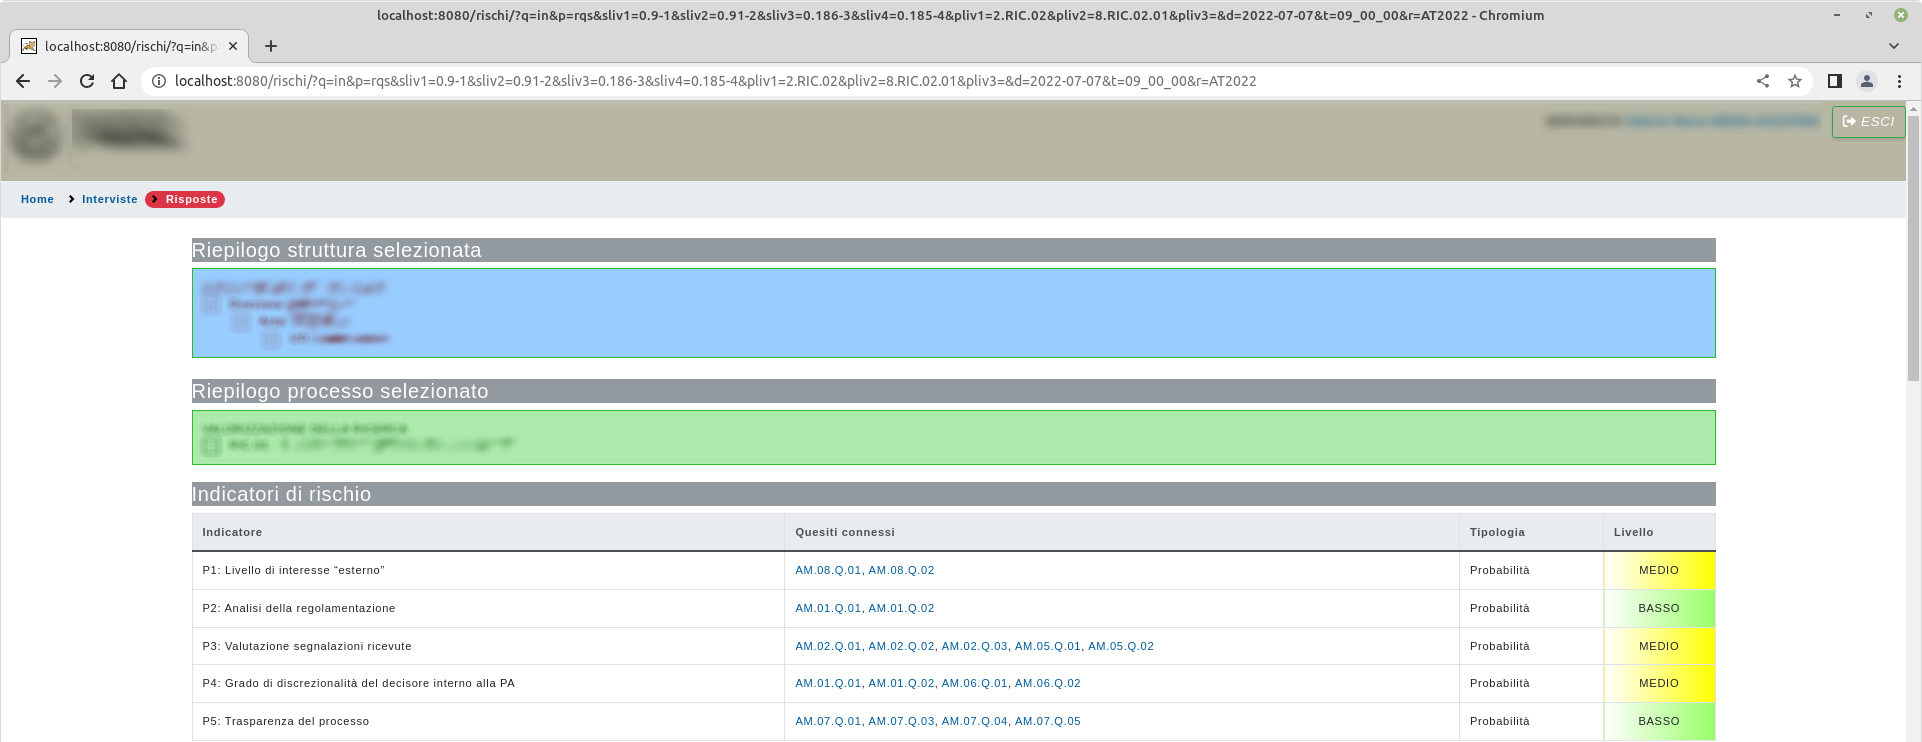 localhost:8080/rischi/?q=in&p=rqs&sliv1=0.9-1&sliv2=0.91-2&sliv3=0.186-3&sliv4=0.185-4&pliv1=2.RIC.02&pliv2=8.RIC.02.01&pliv3=&d=2022-07-07&t=09_00_00&r=AT2022 - Chromium
localhost:8080/rischi/?q=in&p
localhost:8080/rischi/?q=in&p=rqs&sliv1=0.9-1&sliv2=0.91-2&sliv3=0.186-3&sliv4=0.185-4&pliv1=2.RIC.02&pliv2=8.RIC.02.01&pliv3=&d=2022-07-07&t=09_00_00&r=AT2022
ESCI
Home Interviste Risposte
Riepilogo struttura selezionata
Riepilogo processo selezionato
VALORIZZAZIONE DELLA RICERCA
Indicatori di rischio
Indicatore Quesiti connessi Tipologia Livello
P1: Livello di interesse “esterno” AM.08.Q.01, AM.08.Q.02 Probabilità MEDIO
P2: Analisi della regolamentazione AM.01.Q.01, AM.01.Q.02 Probabilità BASSO
P3: Valutazione segnalazioni ricevute AM.02.Q.01, AM.02.Q.02, AM.02.Q.03, AM.05.Q.01, AM.05.Q.02 Probabilità MEDIO
P4: Grado di discrezionalità del decisore interno alla PA AM.01.Q.01, AM.01.Q.02, AM.06.Q.01, AM.06.Q.02 Probabilità MEDIO
P5: Trasparenza del processo AM.07.Q.01, AM.07.Q.03, AM.07.Q.04, AM.07.Q.05 Probabilità BASSO